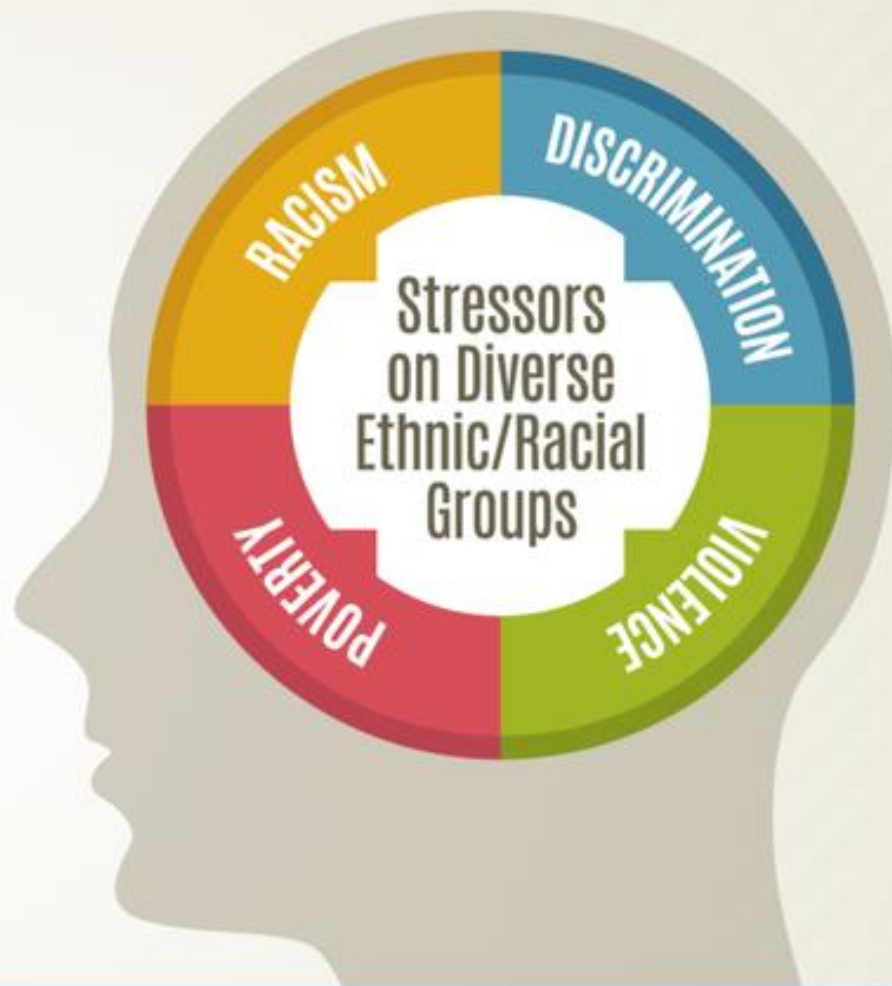 RACISM
DISCRIMINATION
Stressors
on Diverse
Ethnic/Racial
Groups
POVERTY
VIOLENCE